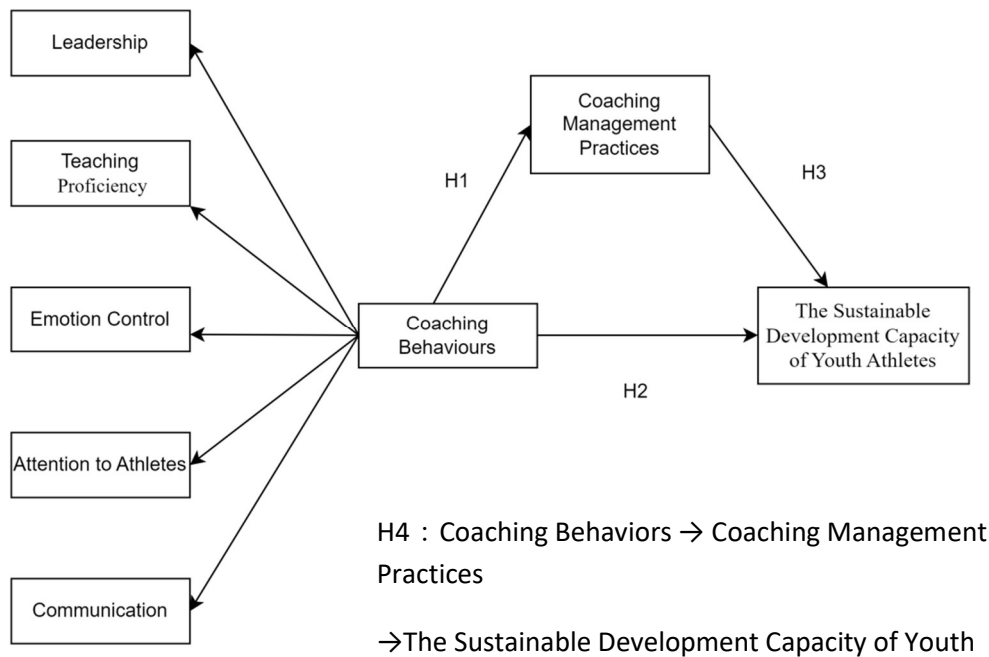 Leadership
Teaching
Proficiency
Emotion Control
Attention to Athletes
Communication
Coaching
Behaviours
H1
Coaching
Management
Practices
H3
H2
The Sustainable
Development Capacity
of Youth Athletes
H4：Coaching Behaviors → Coaching Management
Practices
→The Sustainable Development Capacity of Youth